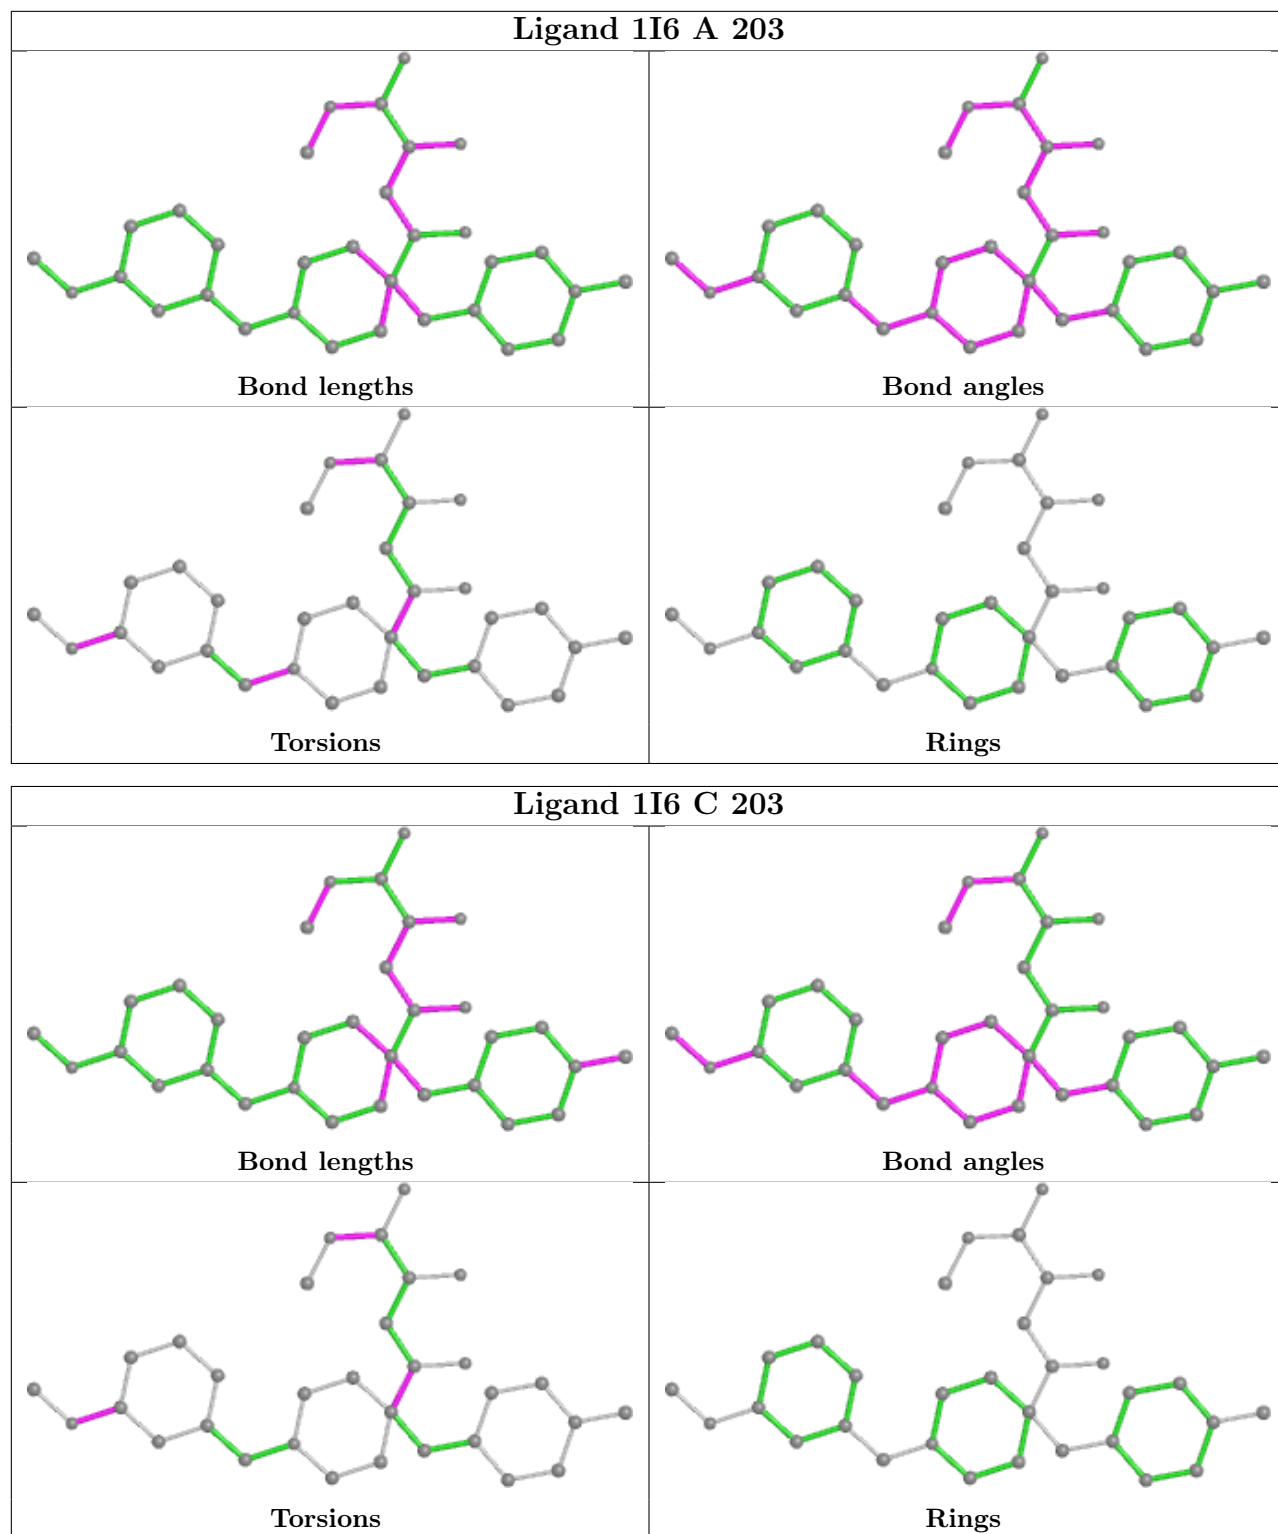 Ligand 1I6 A 203
Bond lengths
Bond angles
Torsions
Rings
Ligand 1I6 C 203
Bond lengths
Bond angles
Torsions
Rings